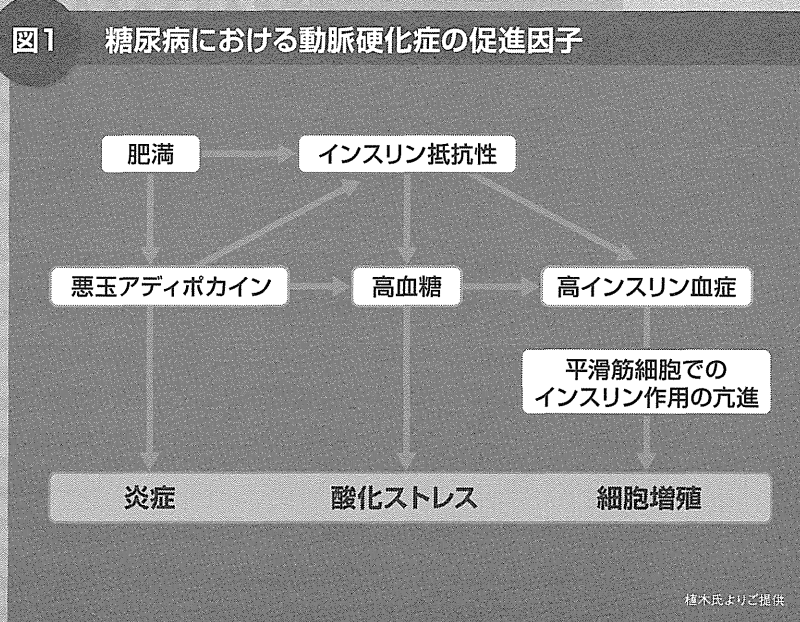 図1
糖尿病における動脈硬化症の促進因子
肥満
インスリン抵抗性
悪玉アディポカイン
高血糖
高インスリン血症
平滑筋細胞での
インスリン作用の亢進
炎症
酸化ストレス
細胞増殖
植木氏よりご提供